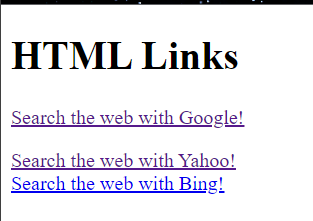 HTML Links
Search the web with Google!
Search the web with Yahoo!
Search the web with Bing!